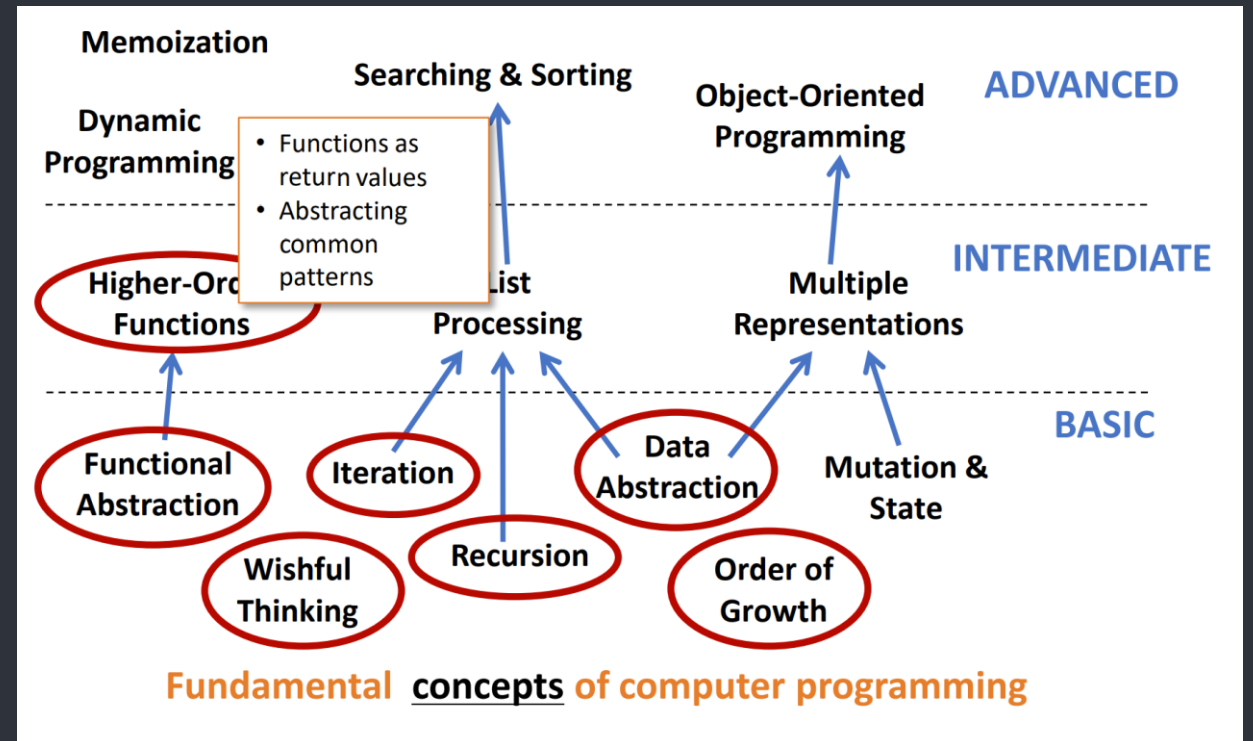 Memoization
Searching & Sorting
ADVANCED
Object-Oriented
Programming
Dynamic
Programming
• Functions as
return values
• Abstracting
common
patterns
INTERMEDIATE
Higher-Ord
Functions
List
Processing
Multiple
Representations
BASIC
Functional
Abstraction
Iteration
Data
Abstraction
Mutation &
State
Recursion
Wishful
Thinking
Order of
Growth
Fundamental concepts of computer programming